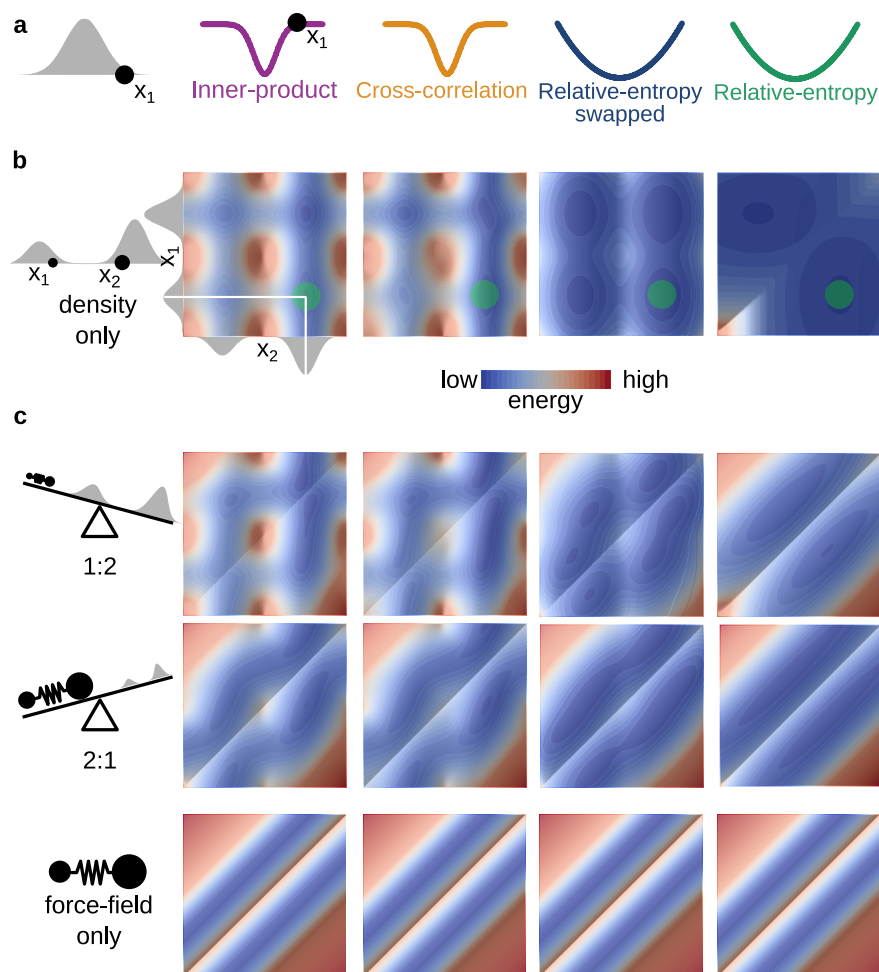 a
x1
x1
Inner-product
Cross-correlation
Relative-entropy
swapped
Relative-entropy
b
x1
x1
x2
density
only
x2
low
high
energy
c
1:2
2:1
force-field
only